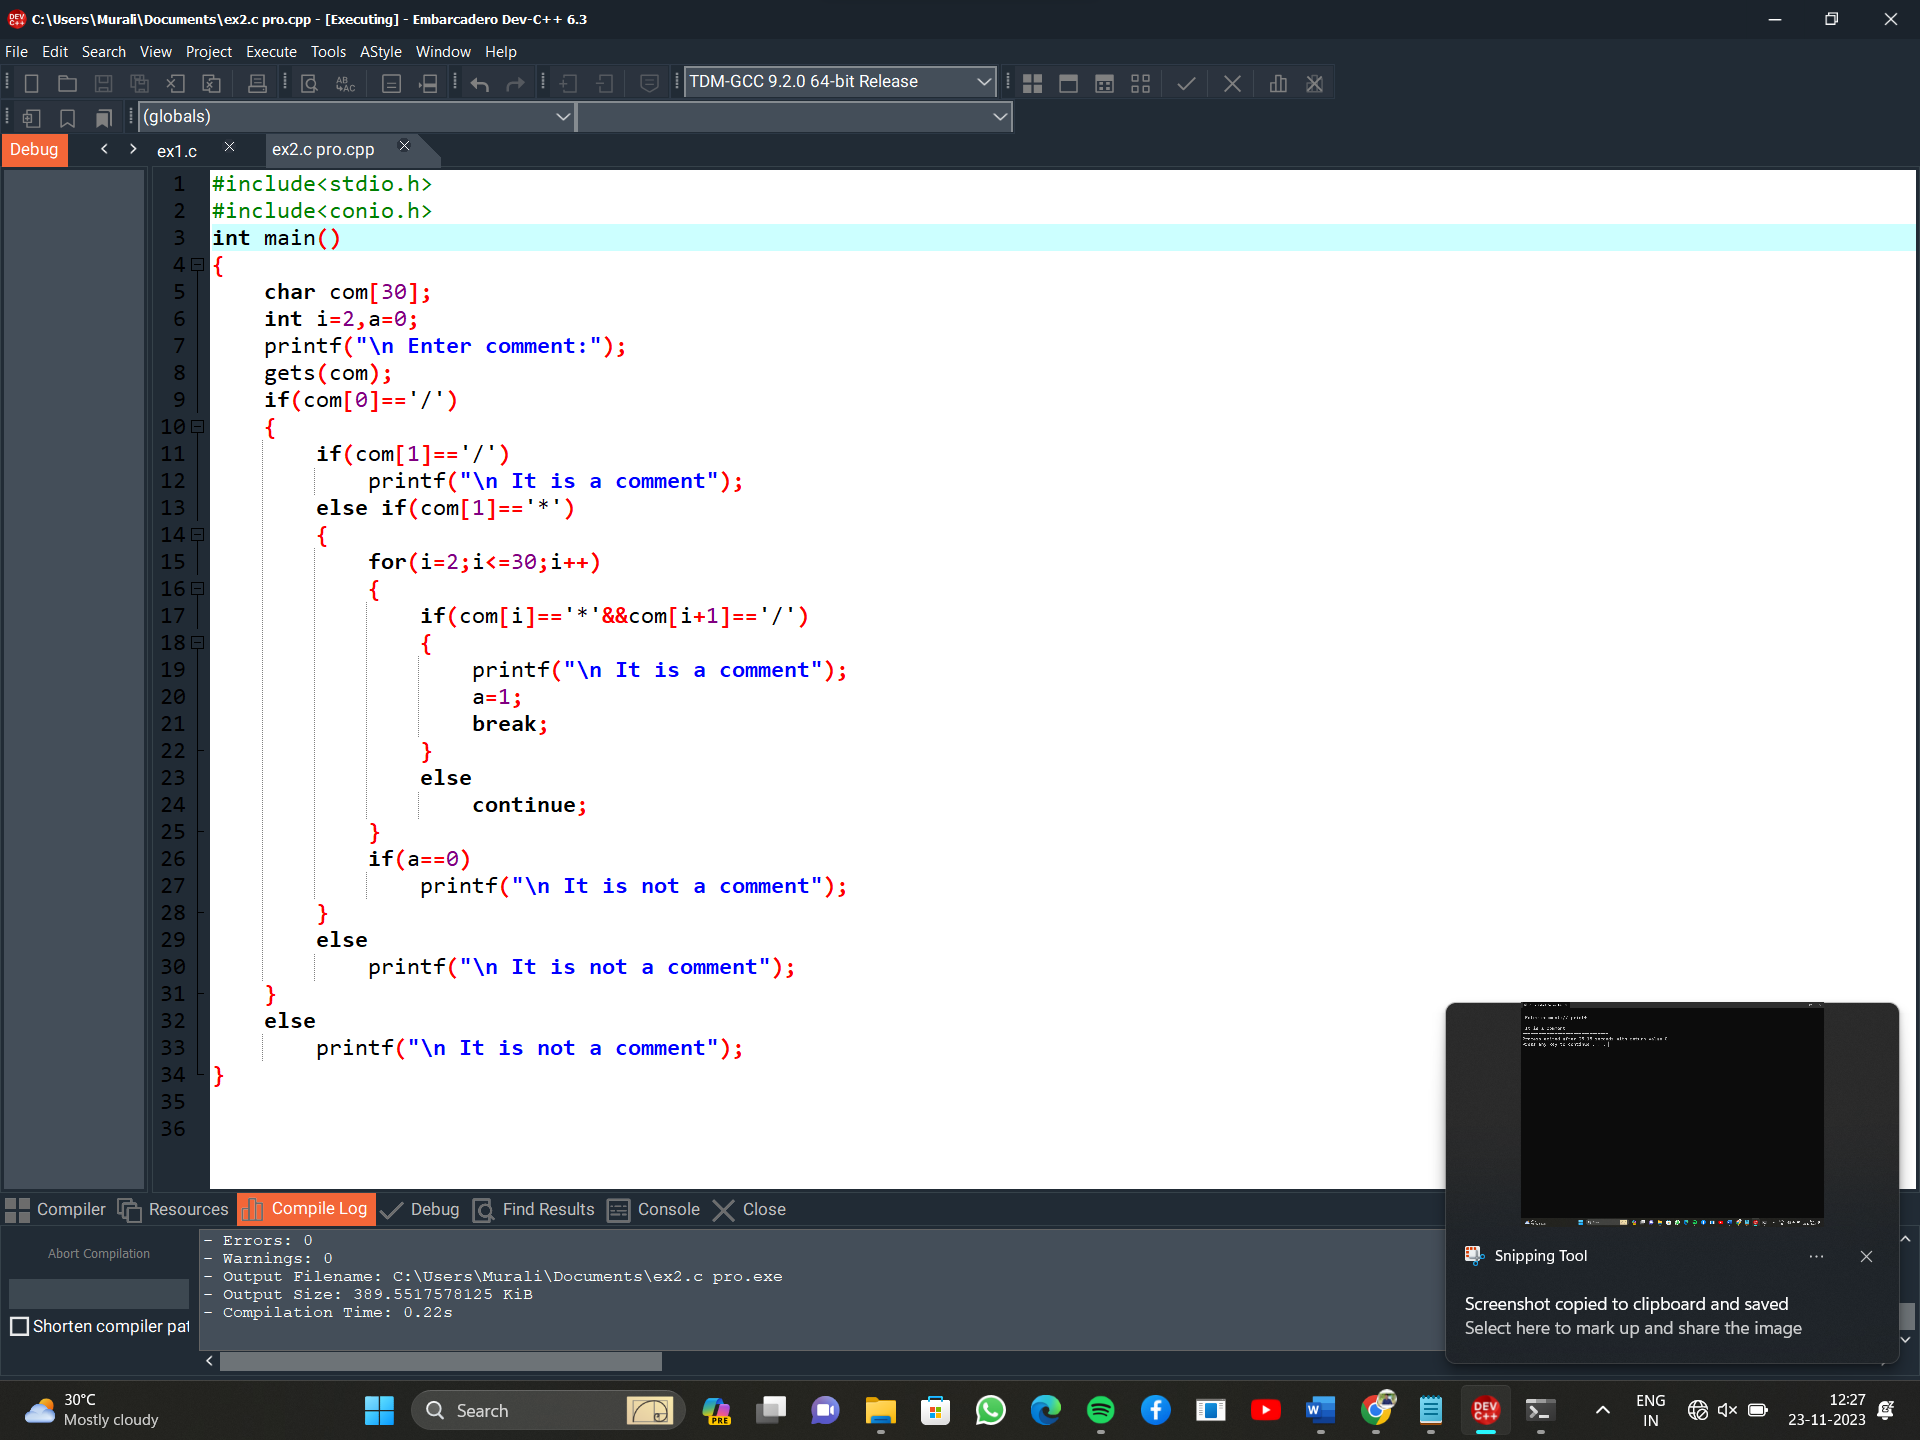 C:\Users\Murali\Documents\ex2.c pro.cpp - [Executing] - Embarcadero Dev-C++ 6.3
File Edit Search View Project Execute Tools AStyle Window Help
TDM-GCC 9.2.0 64-bit Release
(globals)
Debug ex1.c ex2.c pro.cpp
1 #include<stdio.h>
2 #include<conio.h>
3 int main()
4 {
5 char com[30];
6 int i=2,a=0;
7 printf("\n Enter comment:");
8 gets(com);
9 if(com[0]=='/')
10 {
11 if(com[1]=='/')
12 printf("\n It is a comment");
13 else if(com[1]=='*')
14 {
15 for(i=2;i<=30;i++)
16 {
17 if(com[i]=='*'&&com[i+1]=='/')
18 {
19 printf("\n It is a comment");
20 a=1;
21 break;
22 }
23 else
24 continue;
25 }
26 if(a==0)
27 printf("\n It is not a comment");
28 }
29 else
30 printf("\n It is not a comment");
31 }
32 else
33 printf("\n It is not a comment");
34 }
35
36
Compiler Resources Compile Log Debug Find Results Console Close
Abort Compilation
Shorten compiler pat
- Errors: 0
- Warnings: 0
- Output Filename: C:\Users\Murali\Documents\ex2.c pro.exe
- Output Size: 389.5517578125 KiB
- Compilation Time: 0.22s
Snipping Tool
Screenshot copied to clipboard and saved
Select here to mark up and share the image
30°C
Mostly cloudy
Search
PRE
DEV
C++
ENG
IN
12:27
23-11-2023